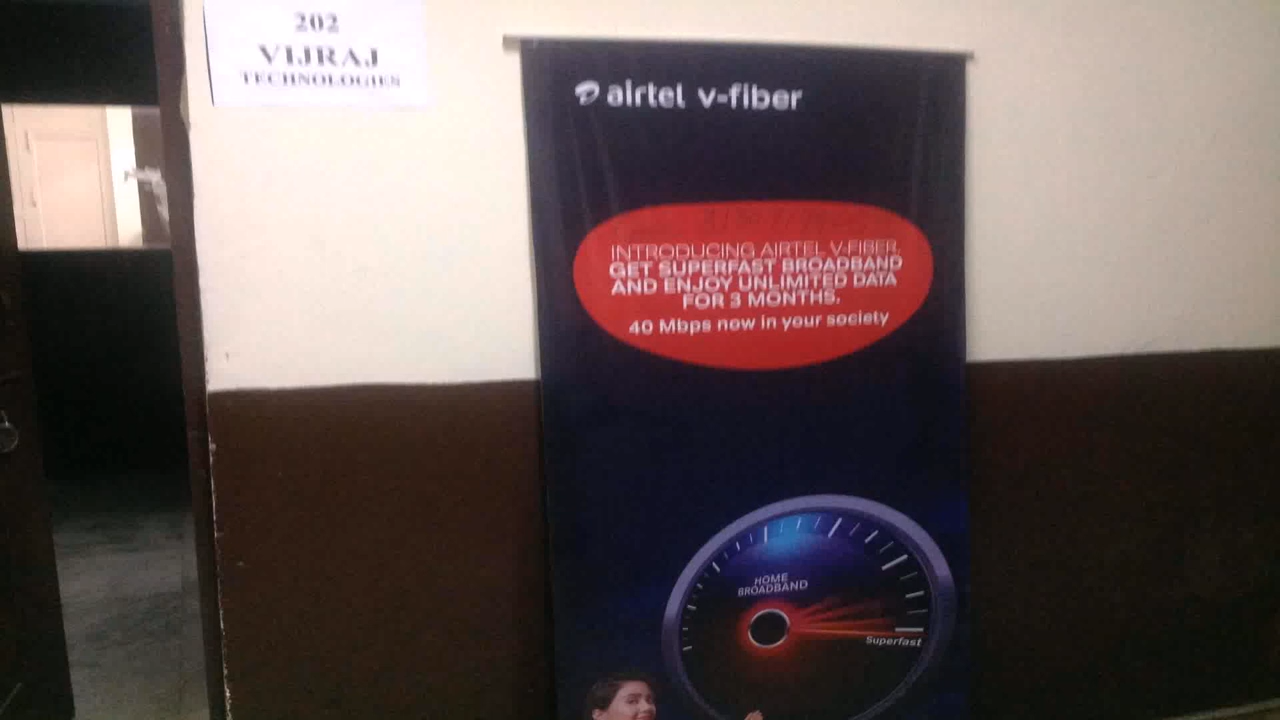 202
VIJRAJ
TECHNOLOGIES
airtel v-fiber
INTRODUCING AIRTEL V-FIBER.
GET SUPERFAST BROADBAND
AND ENJOY UNLIMITED DATA
FOR 3 MONTHS.
40 Mbps now in your society
HOME
BROADBAND
Superfast